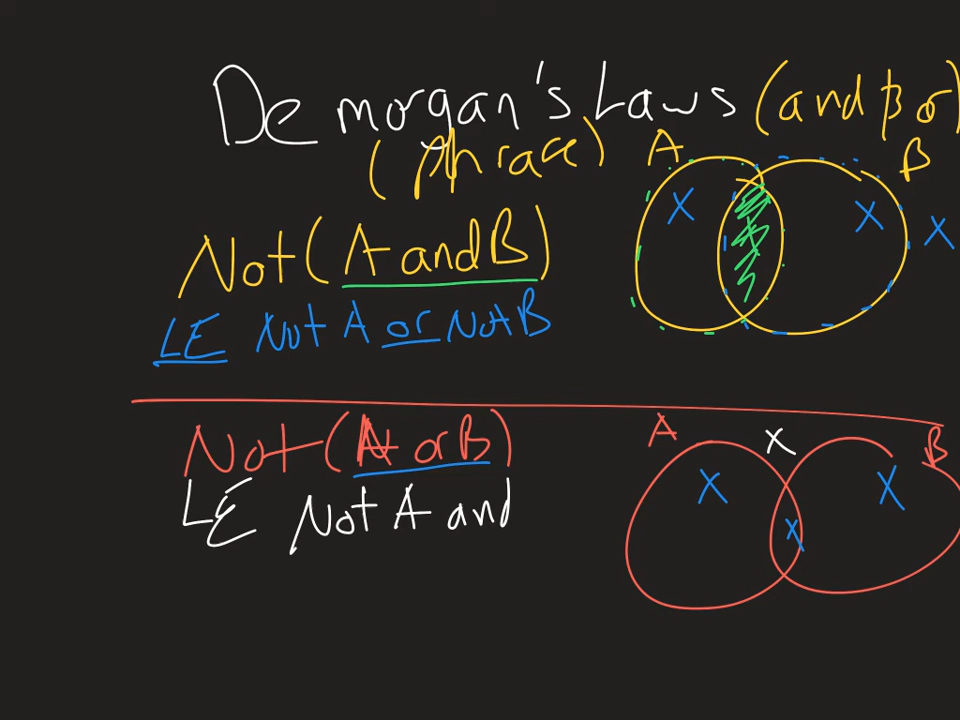 De morgan's Laws (and & or)
(phrase)
Not (A and B)
LE Not A or Not B
A B
X X X
Not (A or B)
LE Not A and
A B
X
X X
X